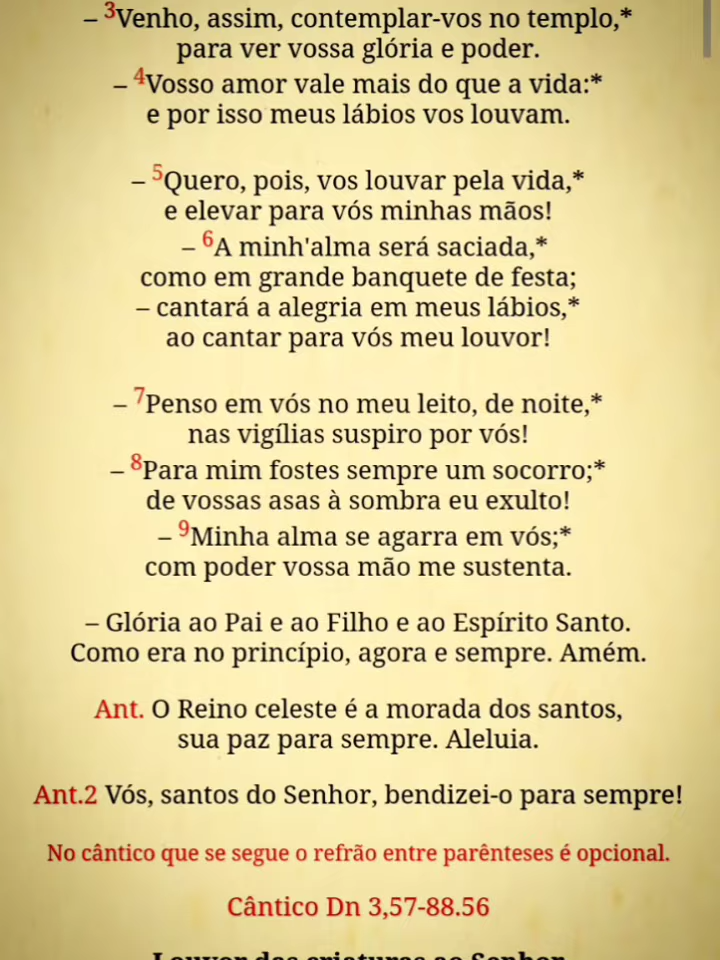 – ³Venho, assim, contemplar-vos no templo,*
para ver vossa glória e poder.
– ⁴Vosso amor vale mais do que a vida:*
e por isso meus lábios vos louvam.
– ⁵Quero, pois, vos louvar pela vida,*
e elevar para vós minhas mãos!
– ⁶A minh'alma será saciada,*
como em grande banquete de festa;
– cantará a alegria em meus lábios,*
ao cantar para vós meu louvor!
– ⁷Penso em vós no meu leito, de noite,*
nas vigílias suspiro por vós!
– ⁸Para mim fostes sempre um socorro;*
de vossas asas à sombra eu exulto!
– ⁹Minha alma se agarra em vós;*
com poder vossa mão me sustenta.
– Glória ao Pai e ao Filho e ao Espírito Santo.
Como era no princípio, agora e sempre. Amém.
Ant. O Reino celeste é a morada dos santos,
sua paz para sempre. Aleluia.
Ant.2 Vós, santos do Senhor, bendizei-o para sempre!
No cântico que se segue o refrão entre parênteses é opcional.
Cântico Dn 3,57-88.56
Louvor das criaturas ao Senhor